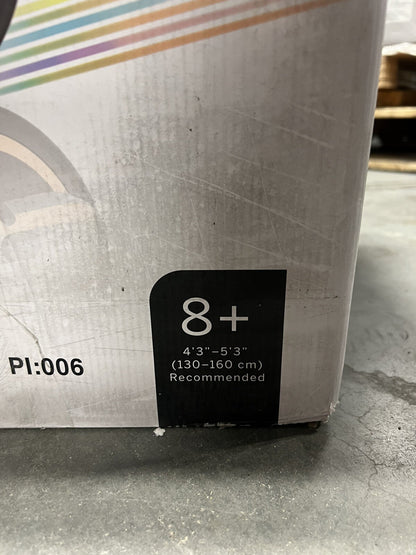 8+
4'3"–5'3"
(130–160 cm)
Recommended
PI:006